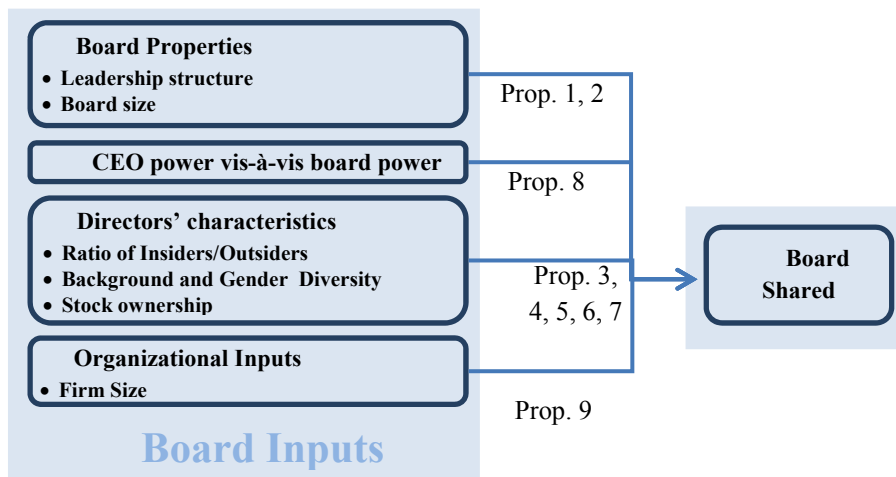 Board Properties
• Leadership structure
• Board size
Prop. 1, 2
CEO power vis-à-vis board power
Prop. 8
Directors’ characteristics
• Ratio of Insiders/Outsiders
• Background and Gender Diversity
• Stock ownership
Prop. 3,
4, 5, 6, 7
Board
Shared
Organizational Inputs
• Firm Size
Prop. 9
Board Inputs